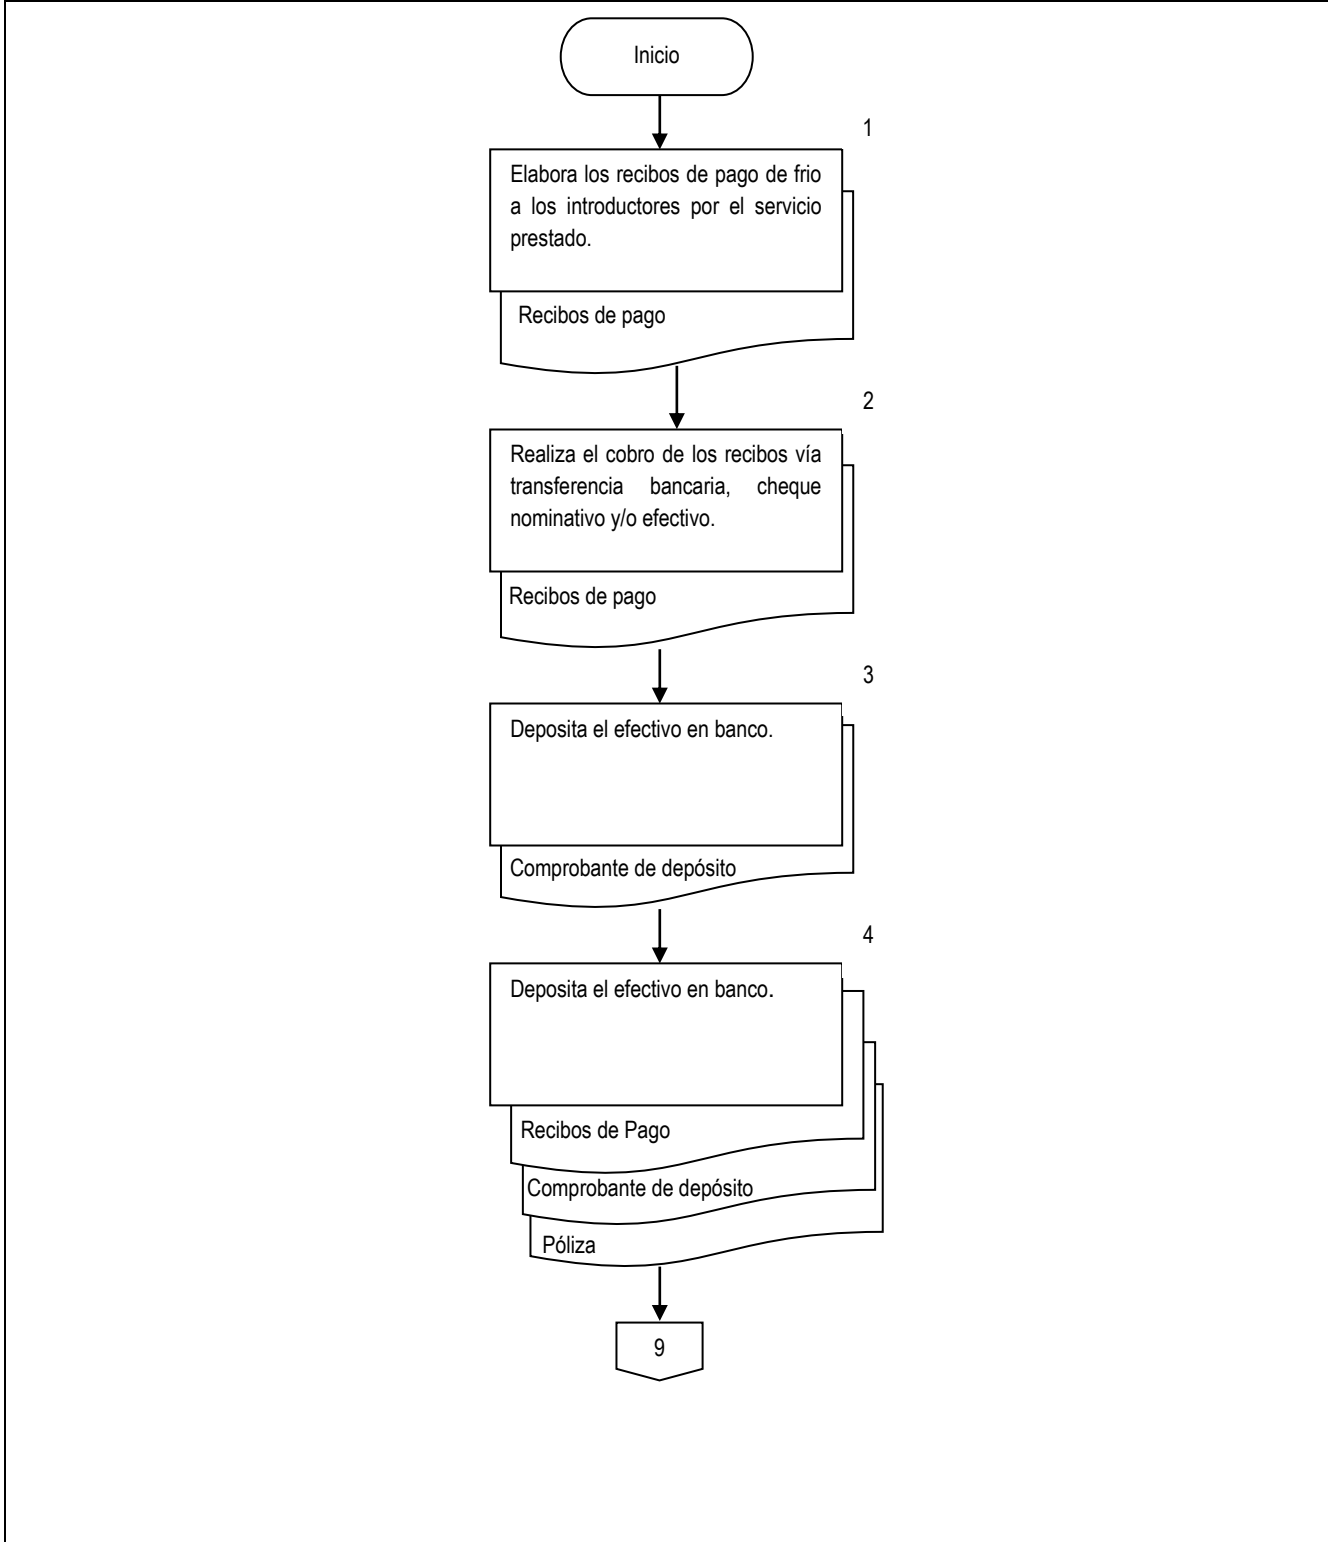 Inicio
1
Elabora los recibos de pago de frio
a los introductores por el servicio
prestado.
Recibos de pago
2
Realiza el cobro de los recibos vía
transferencia bancaria, cheque
nominativo y/o efectivo.
Recibos de pago
3
Deposita el efectivo en banco.
Comprobante de depósito
4
Deposita el efectivo en banco.
Recibos de Pago
Comprobante de depósito
Póliza
9